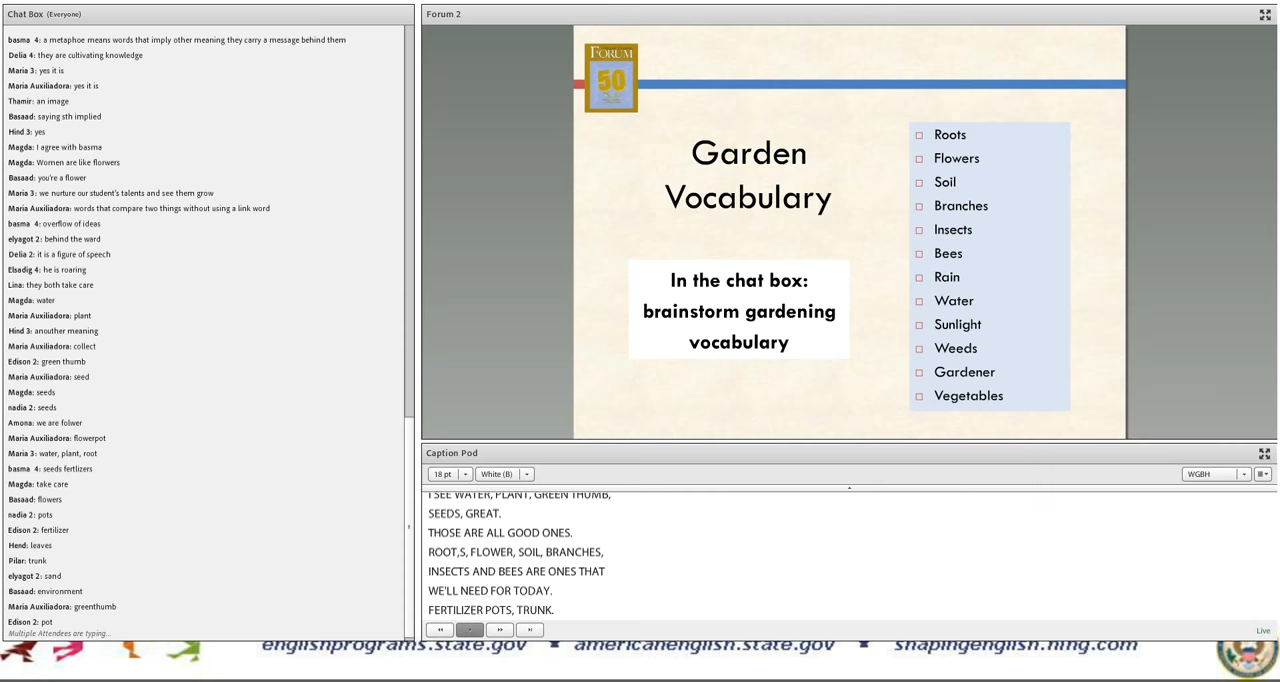 Chat Box (Everyone)
basma 4: a metaphoe means words that imply other meaning they carry a message behind them
Delia 4: they are cultivating knowledge
Maria 3: yes it is
Maria Auxiliadora: yes it is
Thamir: an image
Basaad: saying sth implied
Hind 3: yes
Magda: I agree with basma
Magda: Women are like florwers
Basaad: you're a flower
Maria 3: we nurture our student's talents and see them grow
Maria Auxiliadora: words that compare two things without using a link word
basma 4: overflow of ideas
elyagot 2: behind the ward
Delia 2: it is a figure of speech
Elsadig 4: he is roaring
Lina: they both take care
Magda: water
Maria Auxiliadora: plant
Hind 3: anouther meaning
Maria Auxiliadora: collect
Edison 2: green thumb
Maria Auxiliadora: seed
Magda: seeds
nadia 2: seeds
Amona: we are folwer
Maria Auxiliadora: flowerpot
Maria 3: water, plant, root
basma 4: seeds fertlizers
Magda: take care
Basaad: flowers
nadia 2: pots
Edison 2: fertilizer
Hend: leaves
Pilar: trunk
elyagot 2: sand
Basaad: environment
Maria Auxiliadora: greenthumb
Edison 2: pot
Multiple Attendees are typing...
Forum 2
FORUM
50
Garden
Vocabulary
In the chat box:
brainstorm gardening
vocabulary
Roots
Flowers
Soil
Branches
Insects
Bees
Rain
Water
Sunlight
Weeds
Gardener
Vegetables
Caption Pod
18 pt White (B) WGBH
I SEE WATER, PLANT, GREEN THUMB,
SEEDS, GREAT.
THOSE ARE ALL GOOD ONES.
ROOT,S, FLOWER, SOIL, BRANCHES,
INSECTS AND BEES ARE ONES THAT
WE'LL NEED FOR TODAY.
FERTILIZER POTS, TRUNK.
Live
englishprograms.state.gov americanenglish.state.gov shapingenglish.ning.com